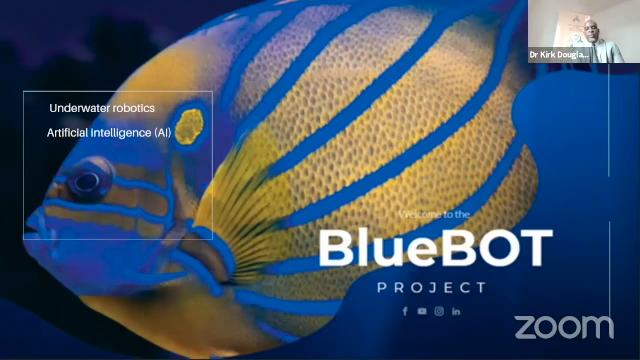 Dr Kirk Dougla...
Underwater robotics
Artificial Intelligence (AI)
Welcome to the
BlueBOT
PROJECT
zoom